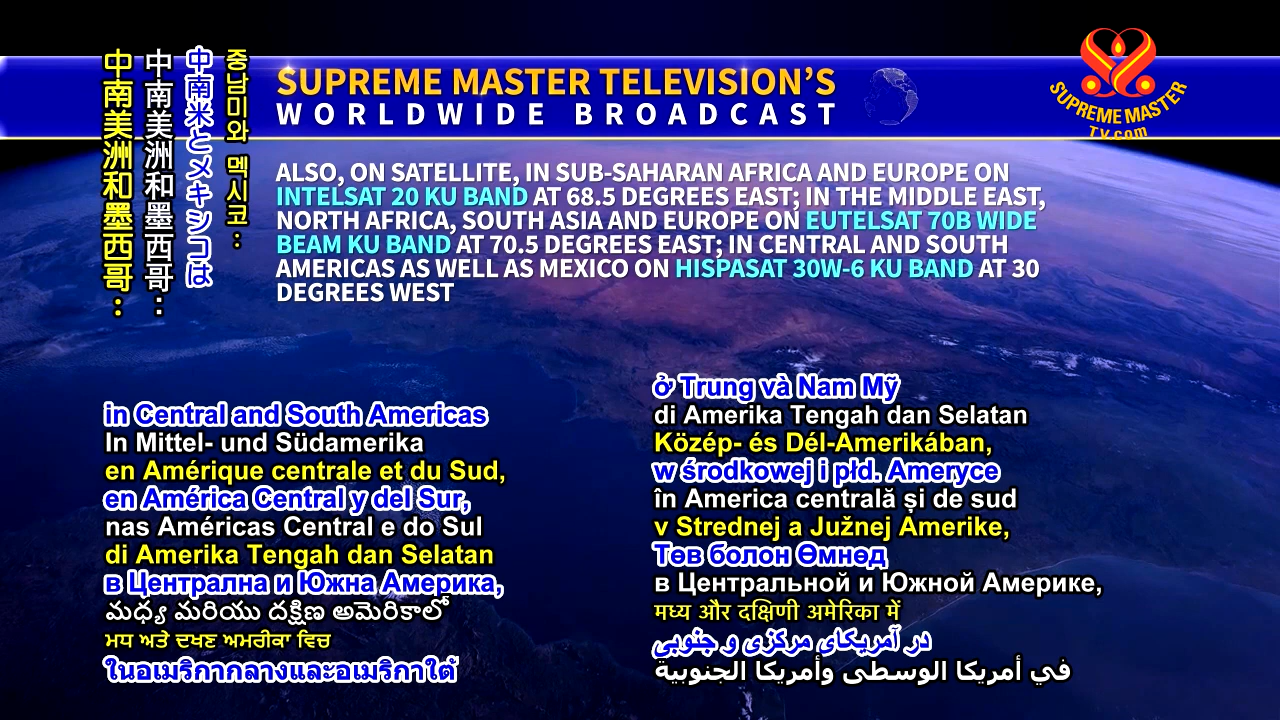 中南美洲和墨西哥：
中南美洲和墨西哥：
中南米とメキシコは
중남미와 멕시코：
SUPREME MASTER TELEVISION’S
WORLDWIDE BROADCAST
SUPREME MASTER
TV.com
ALSO, ON SATELLITE, IN SUB-SAHARAN AFRICA AND EUROPE ON
INTELSAT 20 KU BAND AT 68.5 DEGREES EAST; IN THE MIDDLE EAST,
NORTH AFRICA, SOUTH ASIA AND EUROPE ON EUTELSAT 70B WIDE
BEAM KU BAND AT 70.5 DEGREES EAST; IN CENTRAL AND SOUTH
AMERICAS AS WELL AS MEXICO ON HISPASAT 30W-6 KU BAND AT 30
DEGREES WEST
in Central and South Americas
In Mittel- und Südamerika
en Amérique centrale et du Sud,
en América Central y del Sur,
nas Américas Central e do Sul
di Amerika Tengah dan Selatan
в Централна и Южна Америка,
మధ్య మరియు దక్షిణ అమెరికాలో
ਮਧ ਅਤੇ ਦਖਣ ਅਮਰੀਕਾ ਵਿਚ
ในอเมริกากลางและอเมริกาใต้
ở Trung và Nam Mỹ
di Amerika Tengah dan Selatan
Közép- és Dél-Amerikában,
w środkowej i płd. Ameryce
în America centrală și de sud
v Strednej a Južnej Amerike,
Төв болон Өмнөд
в Центральной и Южной Америке,
मध्य और दक्षिणी अमेरिका में
در آمریکای مرکزی و جنوبی
في أمريكا الوسطى وأمريكا الجنوبية